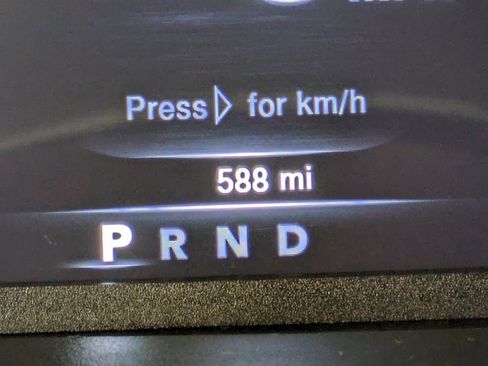 Press ▷ for km/h
588 mi
P R N D